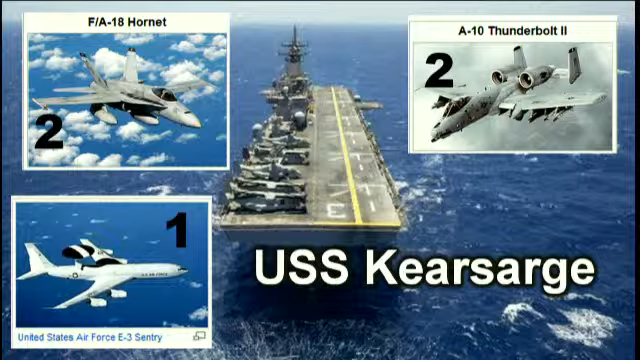 F/A-18 Hornet
2
A-10 Thunderbolt II
2
1
United States Air Force E-3 Sentry
USS Kearsarge